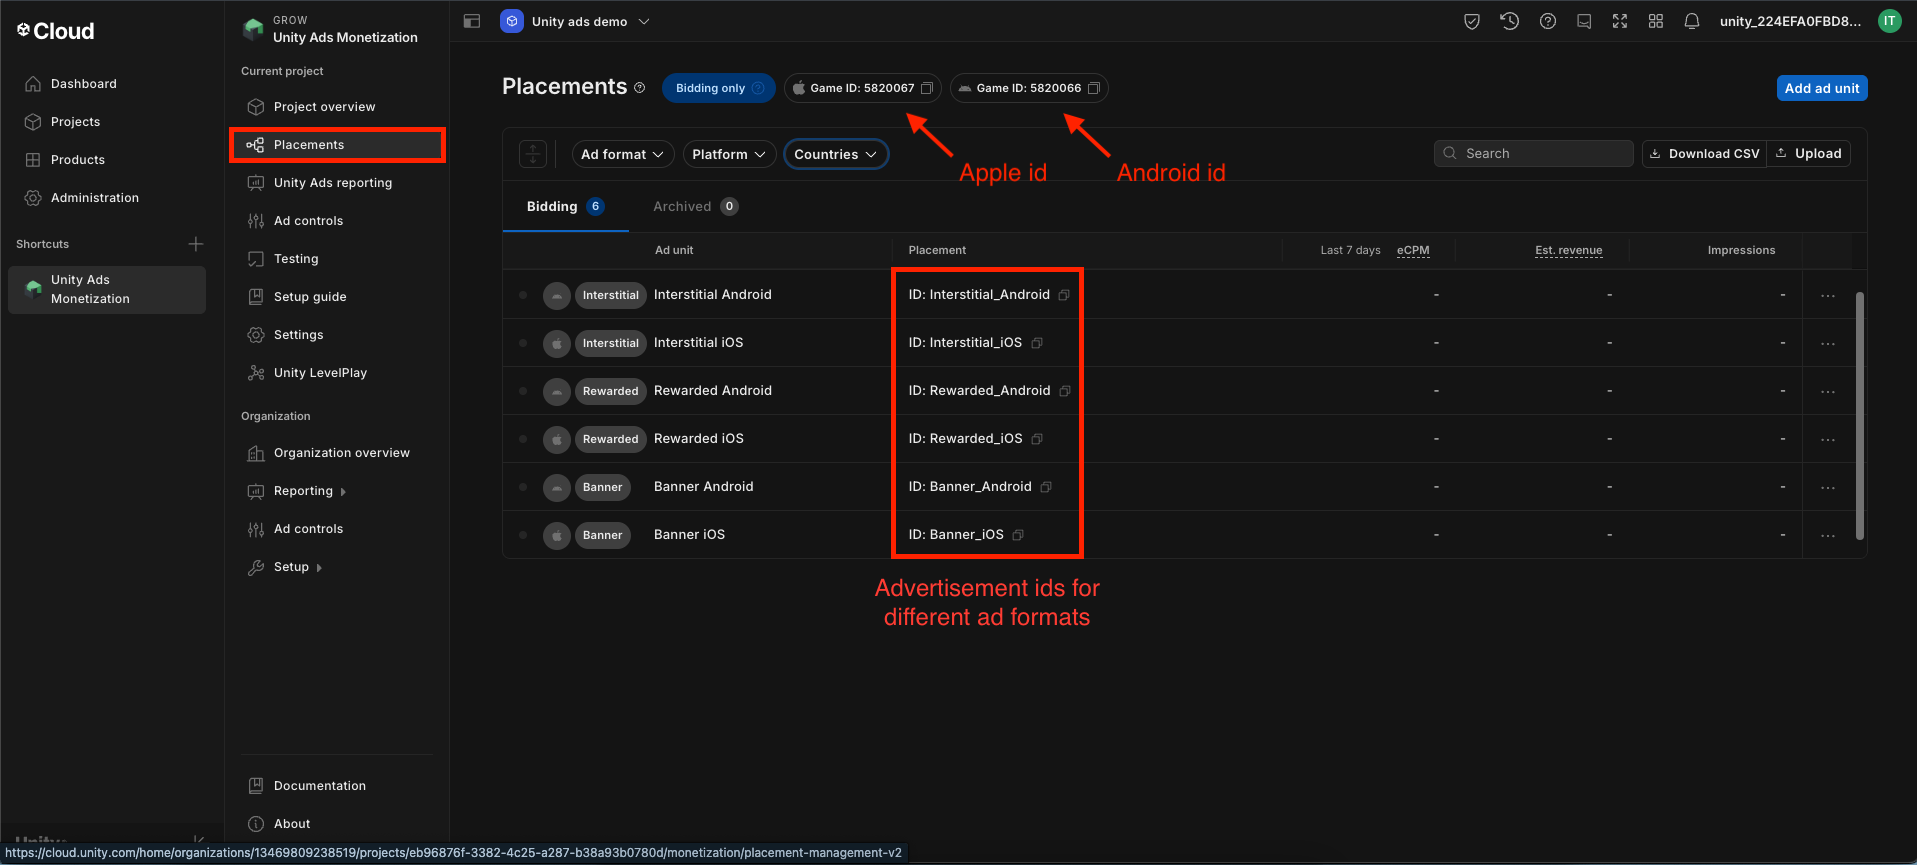 Cloud
Dashboard
Projects
Products
Administration
Shortcuts
Unity Ads
Monetization
GROW
Unity Ads Monetization
Current project
Project overview
Placements
Unity Ads reporting
Ad controls
Testing
Setup guide
Settings
Unity LevelPlay
Organization
Organization overview
Reporting
Ad controls
Setup
Documentation
About
Unity ads demo
unity_224EFA0FBD8...
IT
Placements
Bidding only
Game ID: 5820067
Game ID: 5820066
Add ad unit
Apple id
Android id
Ad format
Platform
Countries
Search
Download CSV
Upload
Bidding 6
Archived 0
Ad unit Placement Last 7 days eCPM Est. revenue Impressions
Interstitial Interstitial Android ID: Interstitial_Android - - - ...
Interstitial Interstitial iOS ID: Interstitial_iOS - - - ...
Rewarded Rewarded Android ID: Rewarded_Android - - - ...
Rewarded Rewarded iOS ID: Rewarded_iOS - - - ...
Banner Banner Android ID: Banner_Android - - - ...
Banner Banner iOS ID: Banner_iOS - - - ...
Advertisement ids for
different ad formats
https://cloud.unity.com/home/organizations/13469809238519/projects/eb96876f-3382-4c25-a287-b38a93b0780d/monetization/placement-management-v2